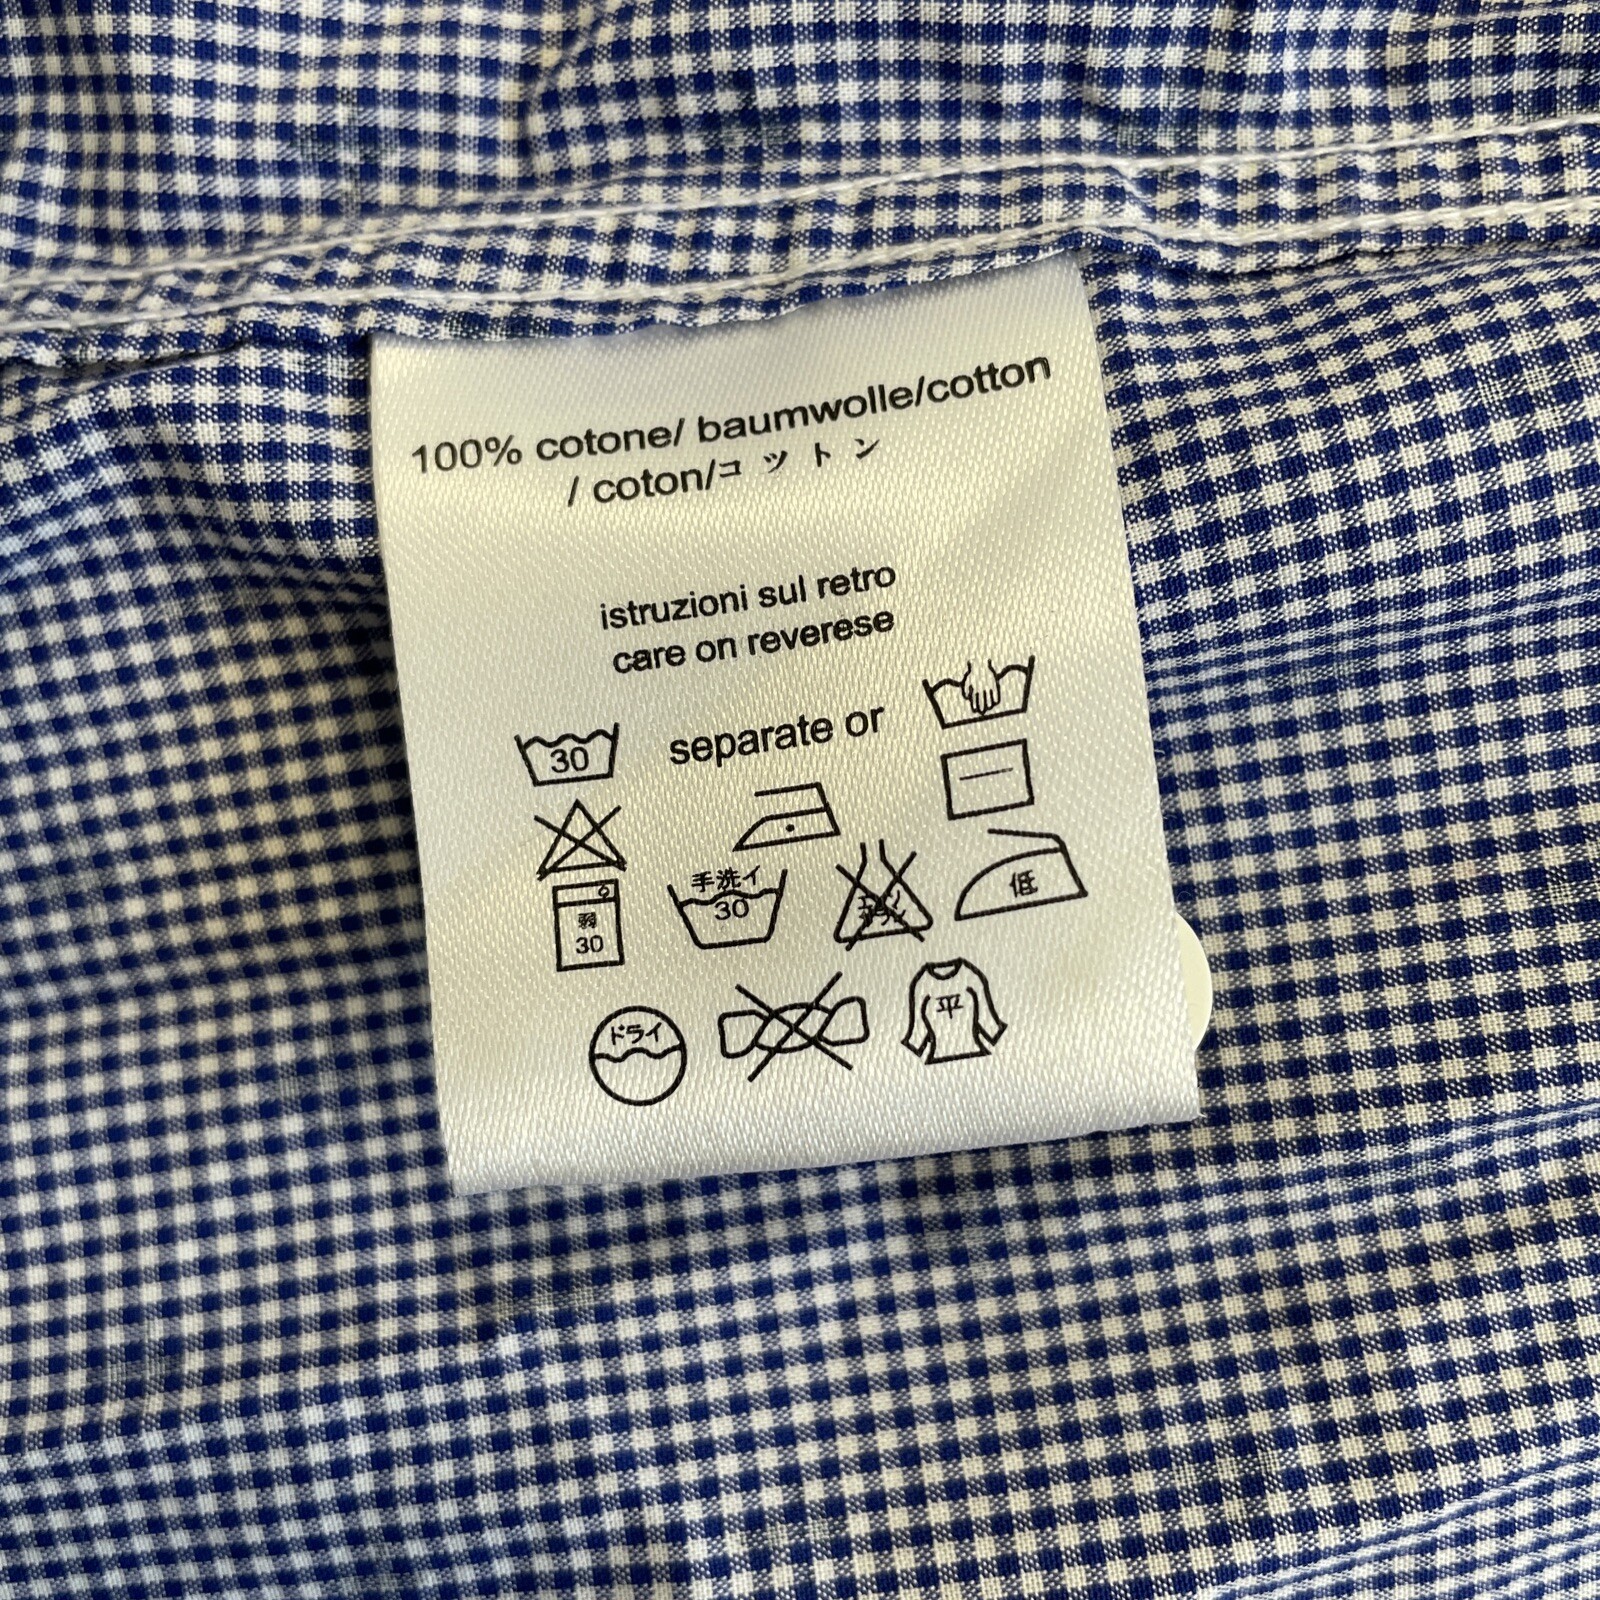 100% cotone/ baumwolle/cotton
/ coton/コットン
istruzioni sul retro
care on reverese
30 separate or
手洗イ
30
低
弱
30
ドライ
平